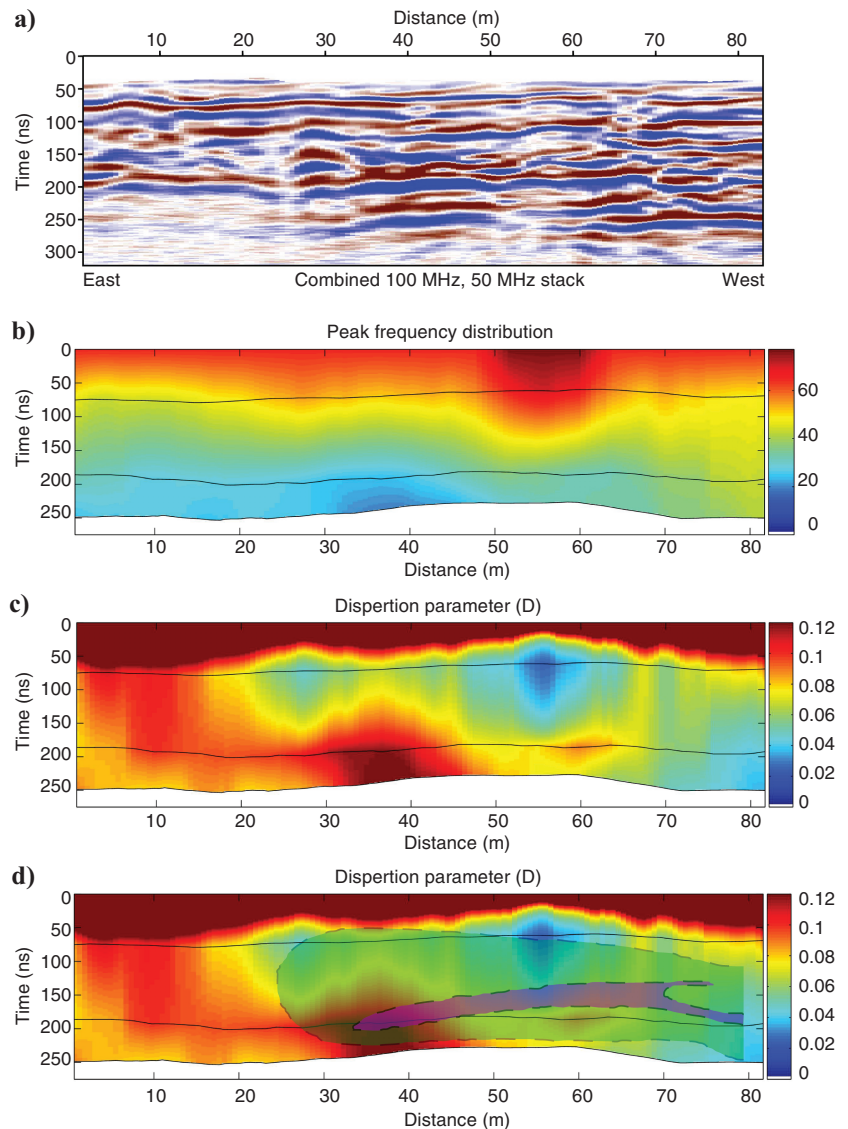 a)
Distance (m)
10 20 30 40 50 60 70 80
0
50
100
150
200
250
300
Time (ns)
East Combined 100 MHz, 50 MHz stack West
b)
Peak frequency distribution
0
50
100
150
200
250
Time (ns)
60
40
20
0
10 20 30 40 50 60 70 80
Distance (m)
c)
Dispertion parameter (D)
0
50
100
150
200
250
Time (ns)
0.12
0.1
0.08
0.06
0.04
0.02
0
10 20 30 40 50 60 70 80
Distance (m)
d)
Dispertion parameter (D)
0
50
100
150
200
250
Time (ns)
0.12
0.1
0.08
0.06
0.04
0.02
0
10 20 30 40 50 60 70 80
Distance (m)